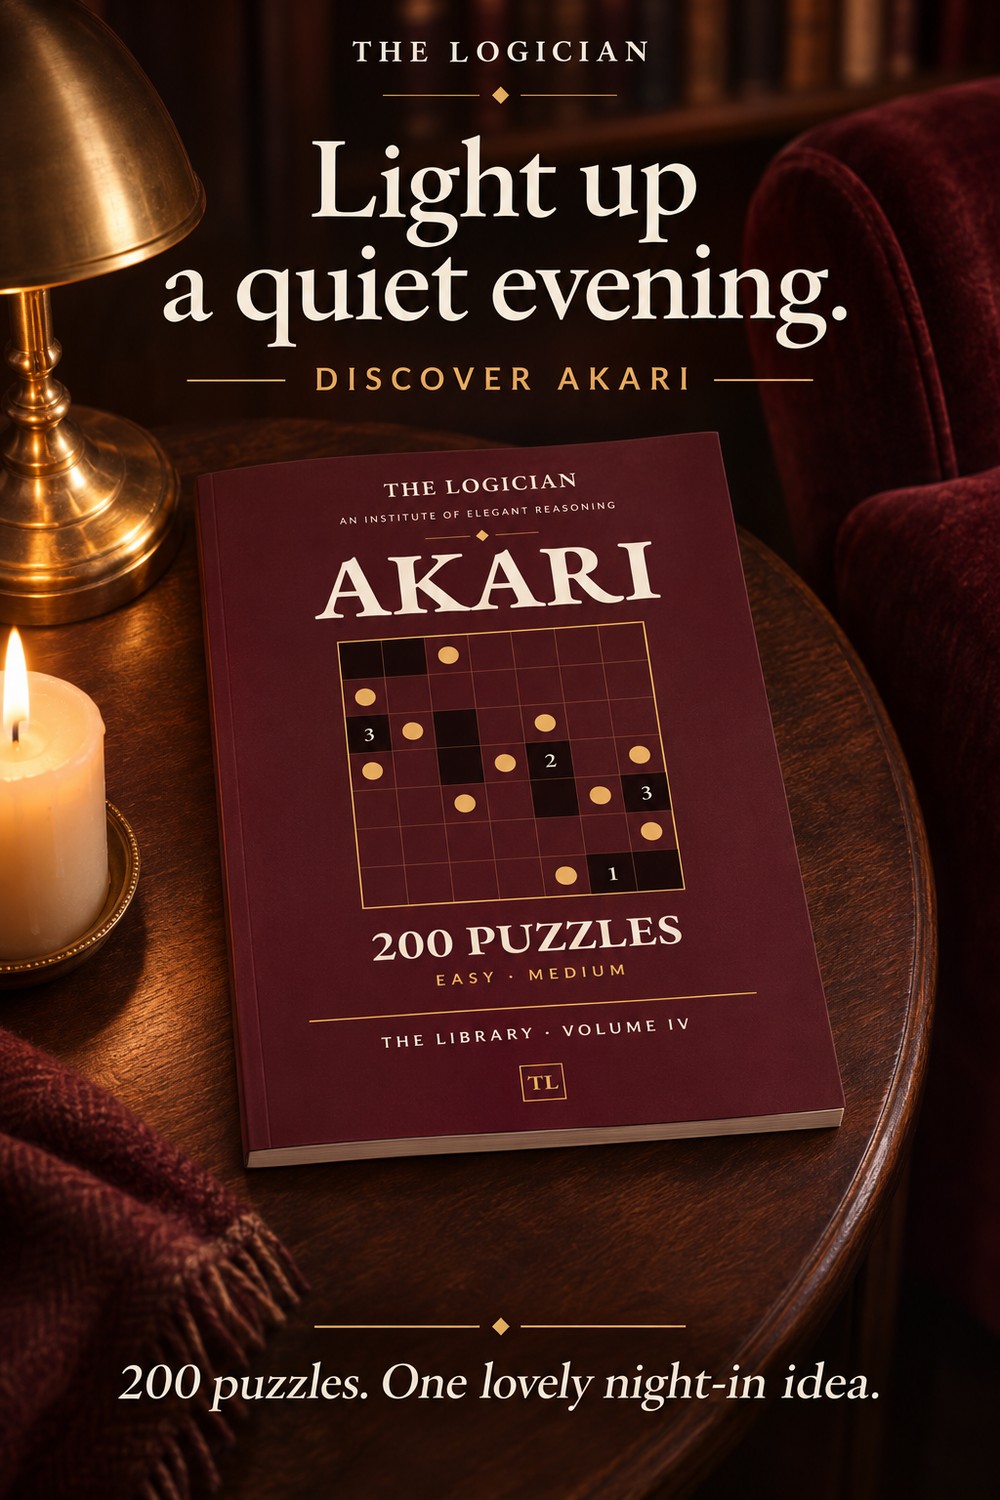 THE LOGICIAN
Light up
a quiet evening.
DISCOVER AKARI
THE LOGICIAN
AN INSTITUTE OF ELEGANT REASONING
AKARI
3
2
3
1
200 PUZZLES
EASY · MEDIUM
THE LIBRARY · VOLUME IV
TL
200 puzzles. One lovely night-in idea.